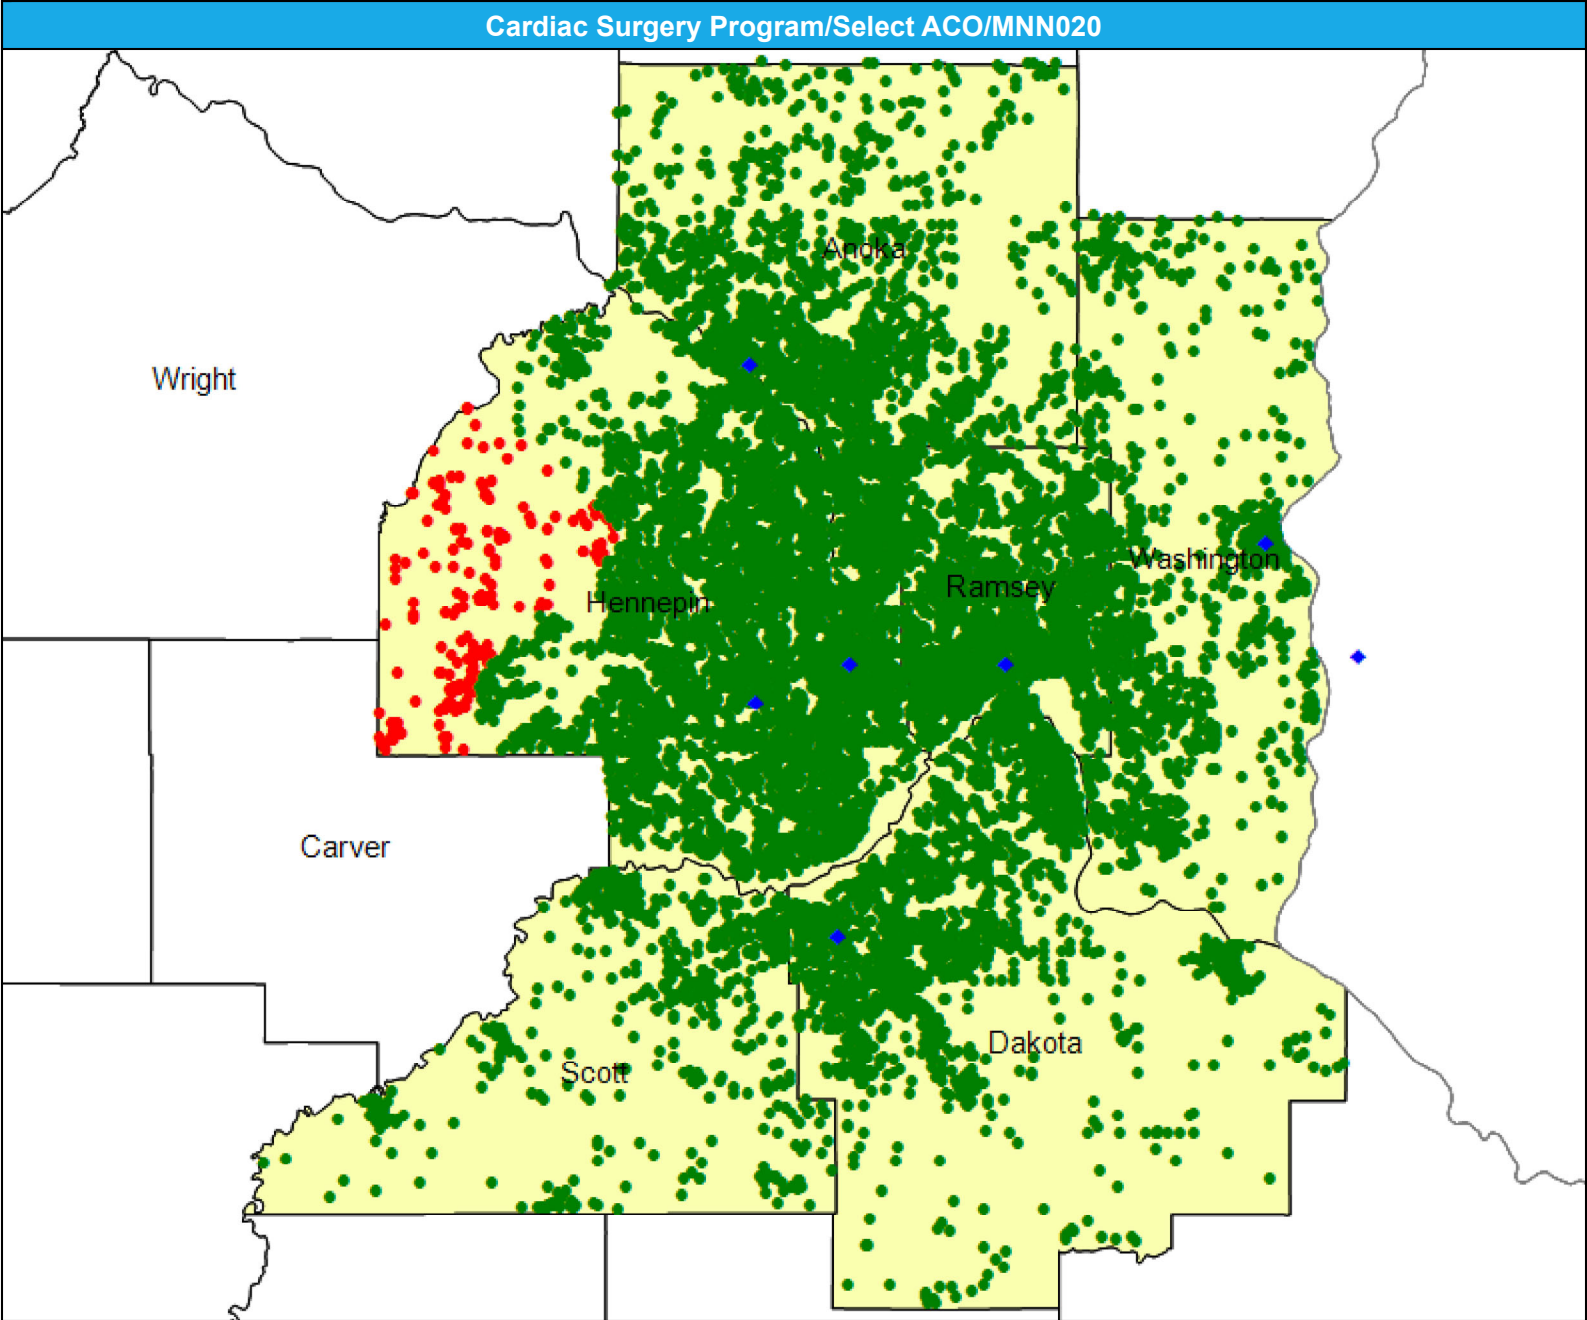 Cardiac Surgery Program/Select ACO/MNN020
Anoka
Wright
Washington
Ramsey
Hennepin
Carver
Dakota
Scott